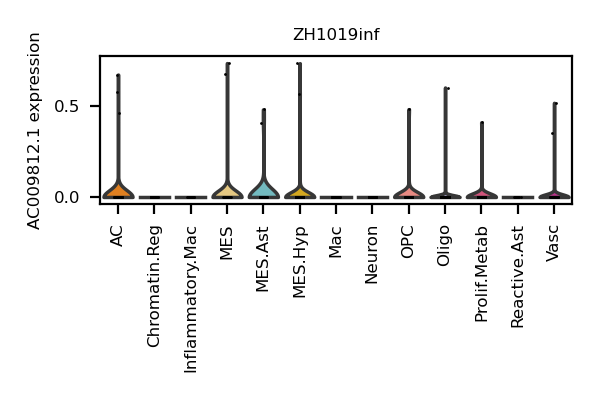 ZH1019inf
AC009812.1 expression
0.5
0.0
AC
Chromatin.Reg
Inflammatory.Mac
MES
MES.Ast
MES.Hyp
Mac
Neuron
OPC
Oligo
Prolif.Metab
Reactive.Ast
Vasc